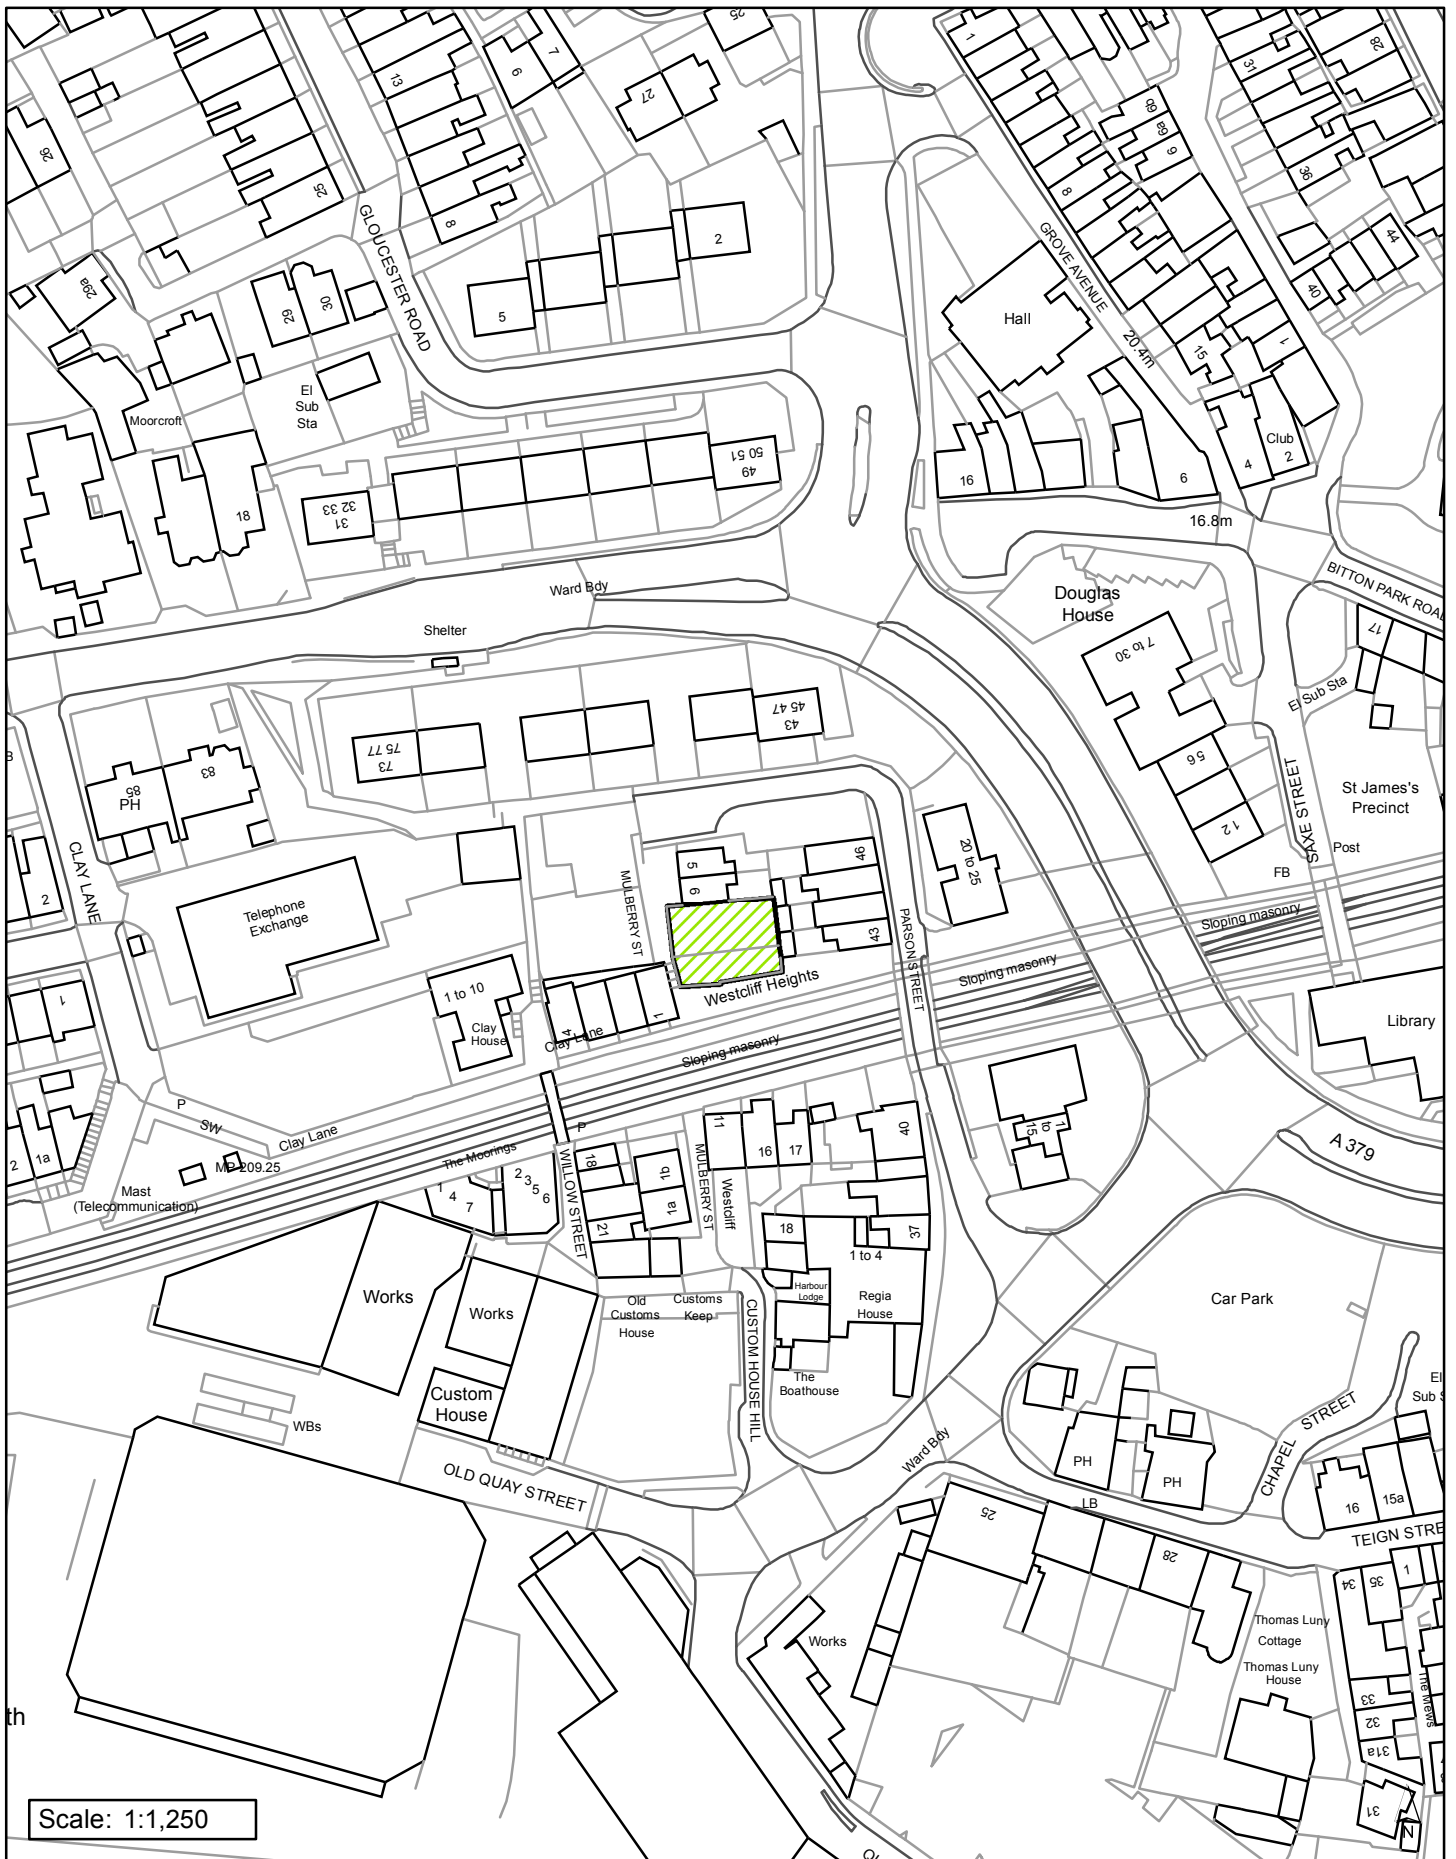 1
25
7
6
13
27
26
25
8
6b
6a
9
8
31
28
36
44
40
GLOUCESTER ROAD
2
5
29a
29
30
Hall
GROVE AVENUE
20.4m
15
1
El
Sub
Sta
Moorcroft
18
31
32 33
49
50 51
16
6
4
Club
2
16.8m
BITTON PARK ROA
Ward Bdy
Shelter
Douglas
House
7 to 30
17
El Sub Sta
73
75 77
43
45 47
85
PH
83
B
CLAY LANE
2
5 6
1 2
SAXE STREET
St James's
Precinct
Post
FB
Telephone
Exchange
MULBERRY ST
5
6
46
43
20 to 25
PARSON STREET
Sloping masonry
Sloping masonry
Westcliff Heights
1
1 to 10
Clay
House
4
1
Clay Lane
Sloping masonry
Library
P
SW
Clay Lane
The Moorings
P
2
1a
MP 209.25
Mast
(Telecommunication)
1
4
7
2
3
5
6
WILLOW STREET
18
21
1b
1a
MULBERRY ST
11
16
17
Westcliff
40
37
18
1 to 4
1
to
15
A 379
Works
Works
Old
Customs
House
Customs
Keep
CUSTOM HOUSE HILL
Harbour
Lodge
Regia
House
Car Park
The
Boathouse
Custom
House
WBs
OLD QUAY STREET
Ward Bdy
PH
PH
LB
CHAPEL STREET
El
Sub S
16
15a
TEIGN STRE
25
28
34
35
1
Works
Thomas Luny
Cottage
Thomas Luny
House
The Mews
33
32
31a
31
N
th
Scale: 1:1,250